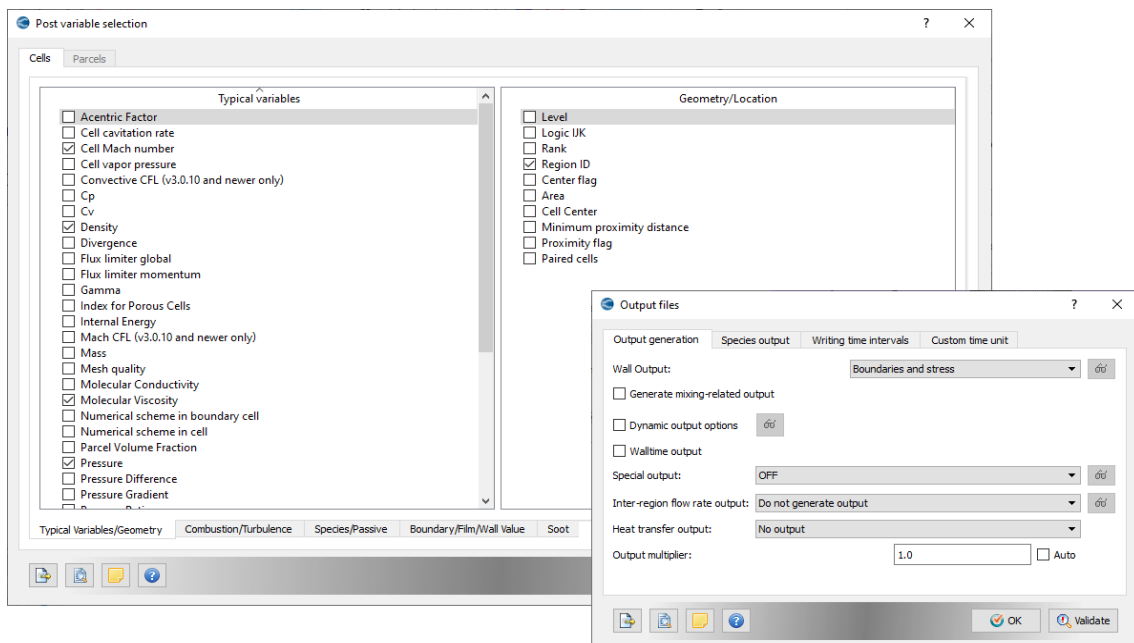 Post variable selection
?
Cells
Parcels
Typical variables
Acentric Factor
Cell cavitation rate
Cell Mach number
Cell vapor pressure
Convective CFL (v3.0.10 and newer only)
Cp
Cv
Density
Divergence
Flux limiter global
Flux limiter momentum
Gamma
Index for Porous Cells
Internal Energy
Mach CFL (v3.0.10 and newer only)
Mass
Mesh quality
Molecular Conductivity
Molecular Viscosity
Numerical scheme in boundary cell
Numerical scheme in cell
Parcel Volume Fraction
Pressure
Pressure Difference
Pressure Gradient
Geometry/Location
Level
Logic IJK
Rank
Region ID
Center flag
Area
Cell Center
Minimum proximity distance
Proximity flag
Paired cells
Typical Variables/Geometry
Combustion/Turbulence
Species/Passive
Boundary/Film/Wall Value
Soot
Output files
?
Output generation
Species output
Writing time intervals
Custom time unit
Wall Output: Boundaries and stress
Generate mixing-related output
Dynamic output options
Walltime output
Special output: OFF
Inter-region flow rate output: Do not generate output
Heat transfer output: No output
Output multiplier: 1.0 Auto
OK
Validate